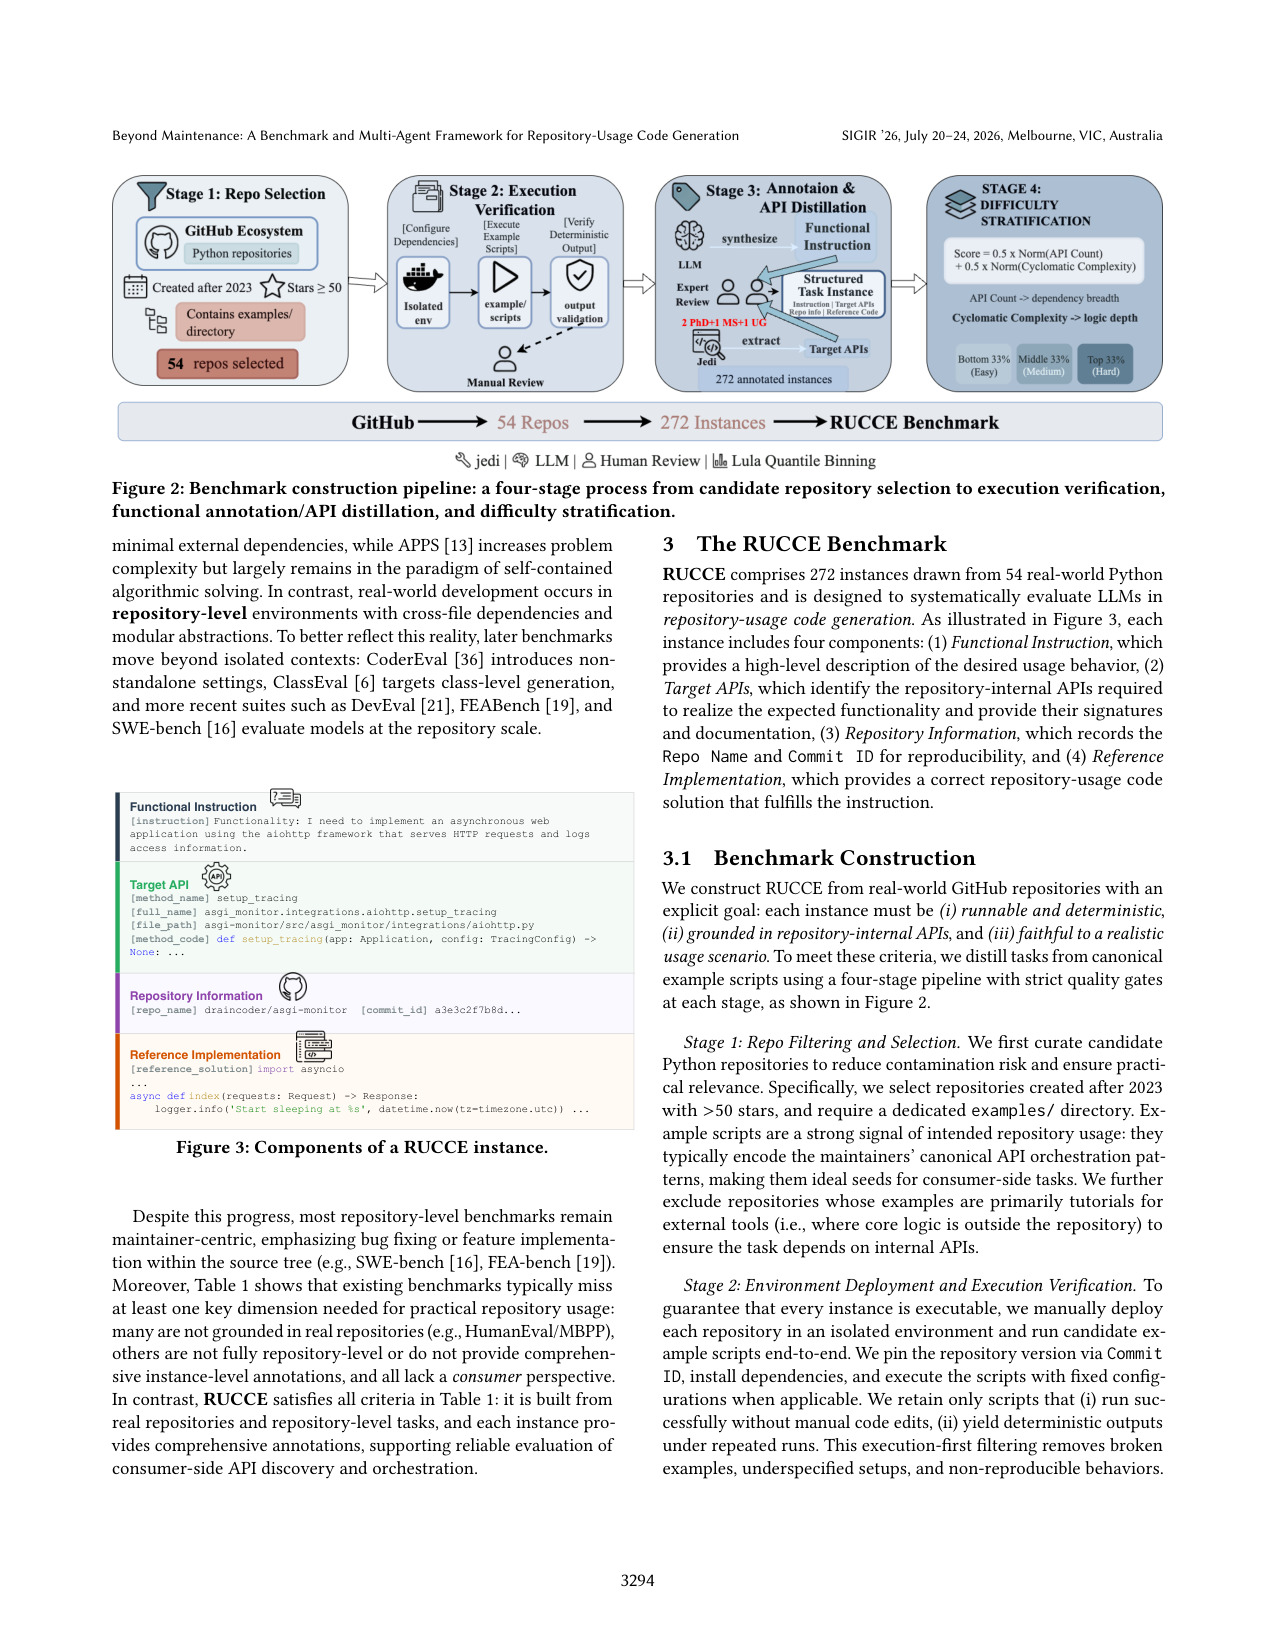 Beyond Maintenance: A Benchmark and Multi-Agent Framework for Repository-Usage Code Generation
SIGIR ’26, July 20–24, 2026, Melbourne, VIC, Australia
Stage 1: Repo Selection
GitHub Ecosystem
Python repositories
Created after 2023
Stars ≥ 50
Contains examples/
directory
54 repos selected
Stage 2: Execution
Verification
[Configure
Dependencies]
[Execute
Example
Scripts]
[Verify
Deterministic
Output]
Isolated
env
example/
scripts
output
validation
Manual Review
Stage 3: Annotaion &
API Distillation
synthesize
Functional
Instruction
LLM
Expert
Review
Structured
Task Instance
Instruction | Target APIs
Repo info | Reference Code
2 PhD+1 MS+1 UG
extract
Jedi
Target APIs
272 annotated instances
STAGE 4:
DIFFICULTY
STRATIFICATION
Score = 0.5 x Norm(API Count)
+ 0.5 x Norm(Cyclomatic Complexity)
API Count -> dependency breadth
Cyclomatic Complexity -> logic depth
Bottom 33%
(Easy)
Middle 33%
(Medium)
Top 33%
(Hard)
GitHub 54 Repos 272 Instances RUCCE Benchmark
jedi | LLM | Human Review | Lula Quantile Binning
Figure 2: Benchmark construction pipeline: a four-stage process from candidate repository selection to execution verification,
functional annotation/API distillation, and difficulty stratification.
minimal external dependencies, while APPS [13] increases problem
complexity but largely remains in the paradigm of self-contained
algorithmic solving. In contrast, real-world development occurs in
repository-level environments with cross-file dependencies and
modular abstractions. To better reflect this reality, later benchmarks
move beyond isolated contexts: CoderEval [36] introduces non-
standalone settings, ClassEval [6] targets class-level generation,
and more recent suites such as DevEval [21], FEABench [19], and
SWE-bench [16] evaluate models at the repository scale.
Functional Instruction
[instruction] Functionality: I need to implement an asynchronous web
application using the aiohttp framework that serves HTTP requests and logs
access information.
Target API
API
[method_name] setup_tracing
[full_name] asgi_monitor.integrations.aiohttp.setup_tracing
[file_path] asgi-monitor/src/asgi_monitor/integrations/aiohttp.py
[method_code] def setup_tracing(app: Application, config: TracingConfig) ->
None: ...
Repository Information
[repo_name] draincoder/asgi-monitor [commit_id] a3e3c2f7b8d...
Reference Implementation
[reference_solution] import asyncio
...
async def index(requests: Request) -> Response:
logger.info('Start sleeping at %s', datetime.now(tz=timezone.utc)) ...
Figure 3: Components of a RUCCE instance.
Despite this progress, most repository-level benchmarks remain
maintainer-centric, emphasizing bug fixing or feature implementa-
tion within the source tree (e.g., SWE-bench [16], FEA-bench [19]).
Moreover, Table 1 shows that existing benchmarks typically miss
at least one key dimension needed for practical repository usage:
many are not grounded in real repositories (e.g., HumanEval/MBPP),
others are not fully repository-level or do not provide comprehen-
sive instance-level annotations, and all lack a consumer perspective.
In contrast, RUCCE satisfies all criteria in Table 1: it is built from
real repositories and repository-level tasks, and each instance pro-
vides comprehensive annotations, supporting reliable evaluation of
consumer-side API discovery and orchestration.
3 The RUCCE Benchmark
RUCCE comprises 272 instances drawn from 54 real-world Python
repositories and is designed to systematically evaluate LLMs in
repository-usage code generation. As illustrated in Figure 3, each
instance includes four components: (1) Functional Instruction, which
provides a high-level description of the desired usage behavior, (2)
Target APIs, which identify the repository-internal APIs required
to realize the expected functionality and provide their signatures
and documentation, (3) Repository Information, which records the
Repo Name and Commit ID for reproducibility, and (4) Reference
Implementation, which provides a correct repository-usage code
solution that fulfills the instruction.
3.1 Benchmark Construction
We construct RUCCE from real-world GitHub repositories with an
explicit goal: each instance must be (i) runnable and deterministic,
(ii) grounded in repository-internal APIs, and (iii) faithful to a realistic
usage scenario. To meet these criteria, we distill tasks from canonical
example scripts using a four-stage pipeline with strict quality gates
at each stage, as shown in Figure 2.
Stage 1: Repo Filtering and Selection. We first curate candidate
Python repositories to reduce contamination risk and ensure practi-
cal relevance. Specifically, we select repositories created after 2023
with >50 stars, and require a dedicated examples/ directory. Ex-
ample scripts are a strong signal of intended repository usage: they
typically encode the maintainers’ canonical API orchestration pat-
terns, making them ideal seeds for consumer-side tasks. We further
exclude repositories whose examples are primarily tutorials for
external tools (i.e., where core logic is outside the repository) to
ensure the task depends on internal APIs.
Stage 2: Environment Deployment and Execution Verification. To
guarantee that every instance is executable, we manually deploy
each repository in an isolated environment and run candidate ex-
ample scripts end-to-end. We pin the repository version via Commit
ID, install dependencies, and execute the scripts with fixed config-
urations when applicable. We retain only scripts that (i) run suc-
cessfully without manual code edits, (ii) yield deterministic outputs
under repeated runs. This execution-first filtering removes broken
examples, underspecified setups, and non-reproducible behaviors.
3294